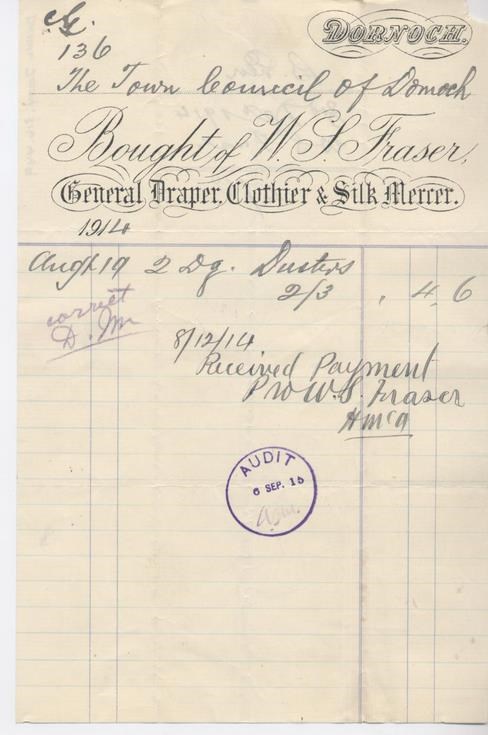 DORNOCH.
136
The Town Council of Dornoch
Bought of W. S. Fraser,
General Draper, Clothier & Silk Mercer.
1914
Augt 19 2 Dz. Dusters
2/3 " 4, 6
correct
8/12/14
Received Payment
Pro W. S. Fraser
HMcA
AUDIT
6 SEP. 15